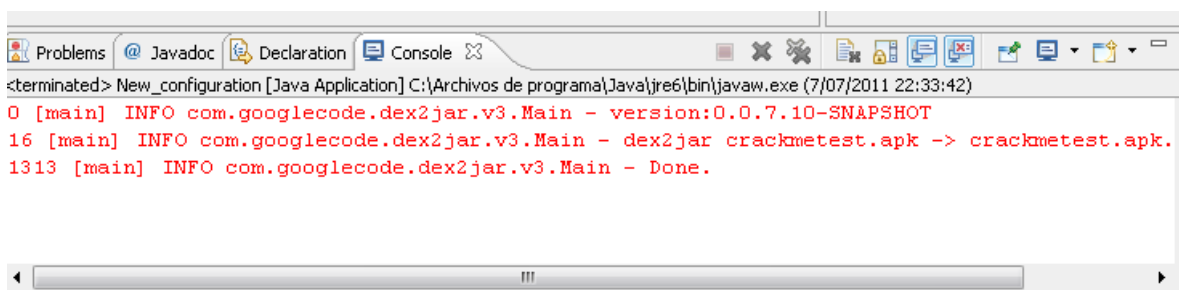 Problems @ Javadoc Declaration Console
<terminated> New_configuration [Java Application] C:\Archivos de programa\Java\jre6\bin\javaw.exe (7/07/2011 22:33:42)
0 [main] INFO com.googlecode.dex2jar.v3.Main - version:0.0.7.10-SNAPSHOT
16 [main] INFO com.googlecode.dex2jar.v3.Main - dex2jar crackmetest.apk -> crackmetest.apk.
1313 [main] INFO com.googlecode.dex2jar.v3.Main - Done.